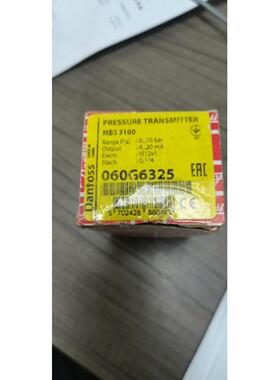 PRESSURE TRANSMITTER
MBS 3100
Range P(e) : 0...10 bar
Output : 4...20 mA
Electr. : M12x1
Mech. : G 1/4
060G6325
EAC
Danfoss
CE